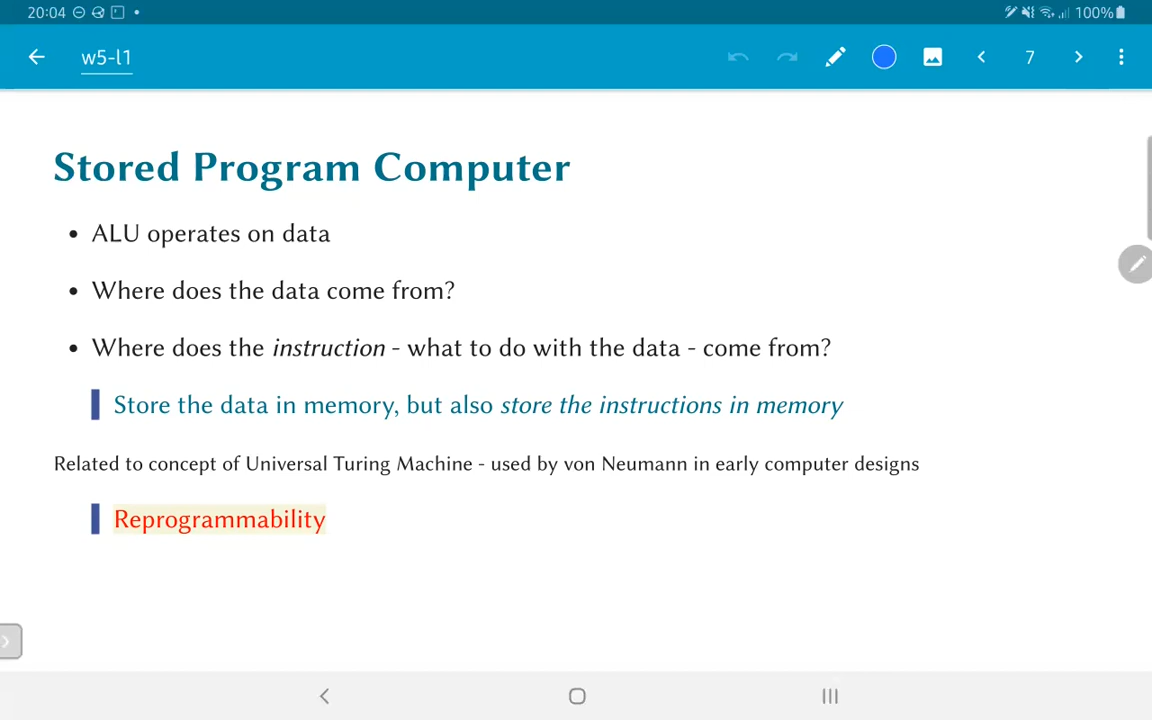 20:04
100%
w5-l1
7
Stored Program Computer
• ALU operates on data
• Where does the data come from?
• Where does the instruction - what to do with the data - come from?
Store the data in memory, but also store the instructions in memory
Related to concept of Universal Turing Machine - used by von Neumann in early computer designs
Reprogrammability